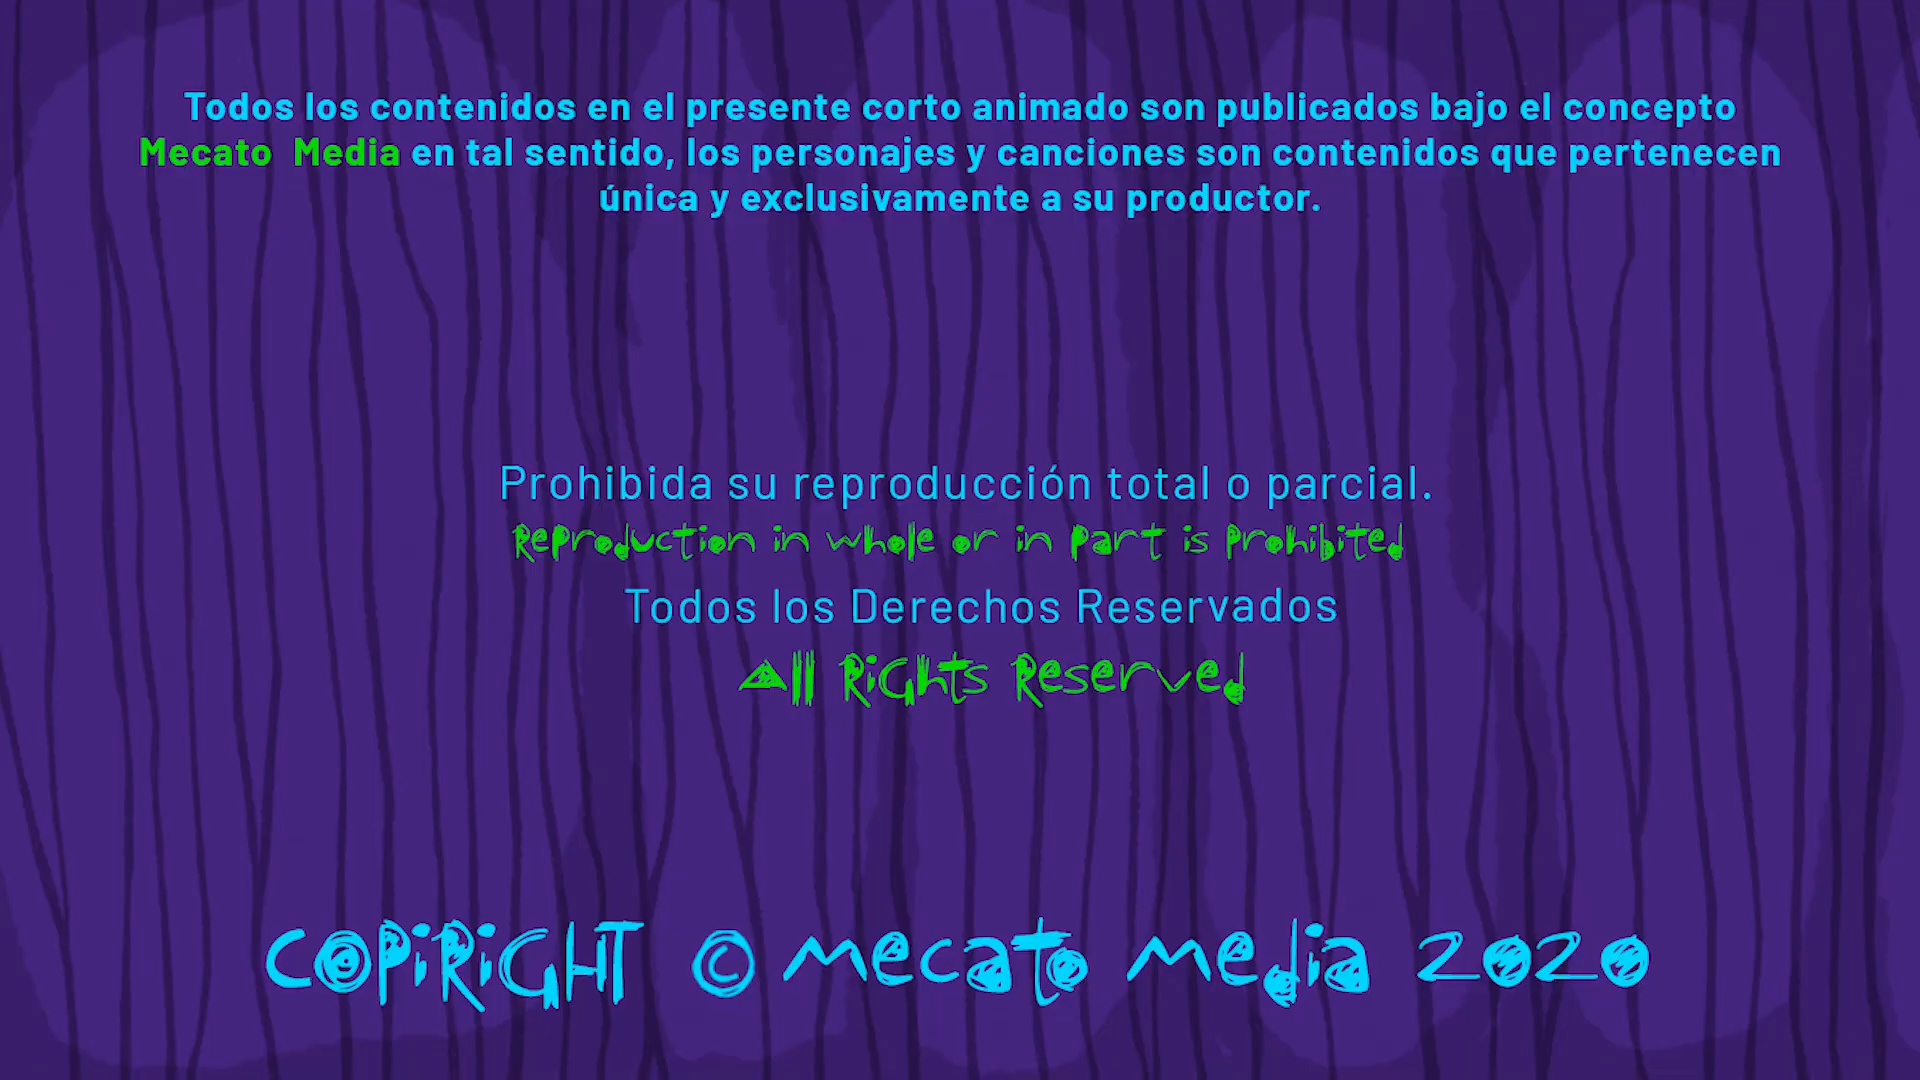 Todos los contenidos en el presente corto animado son publicados bajo el concepto
Mecato Media en tal sentido, los personajes y canciones son contenidos que pertenecen
única y exclusivamente a su productor.
Prohibida su reproducción total o parcial.
Reproduction in whole or in part is prohibited
Todos los Derechos Reservados
All Rights Reserved
COPiRiGHT © mecato media 2020